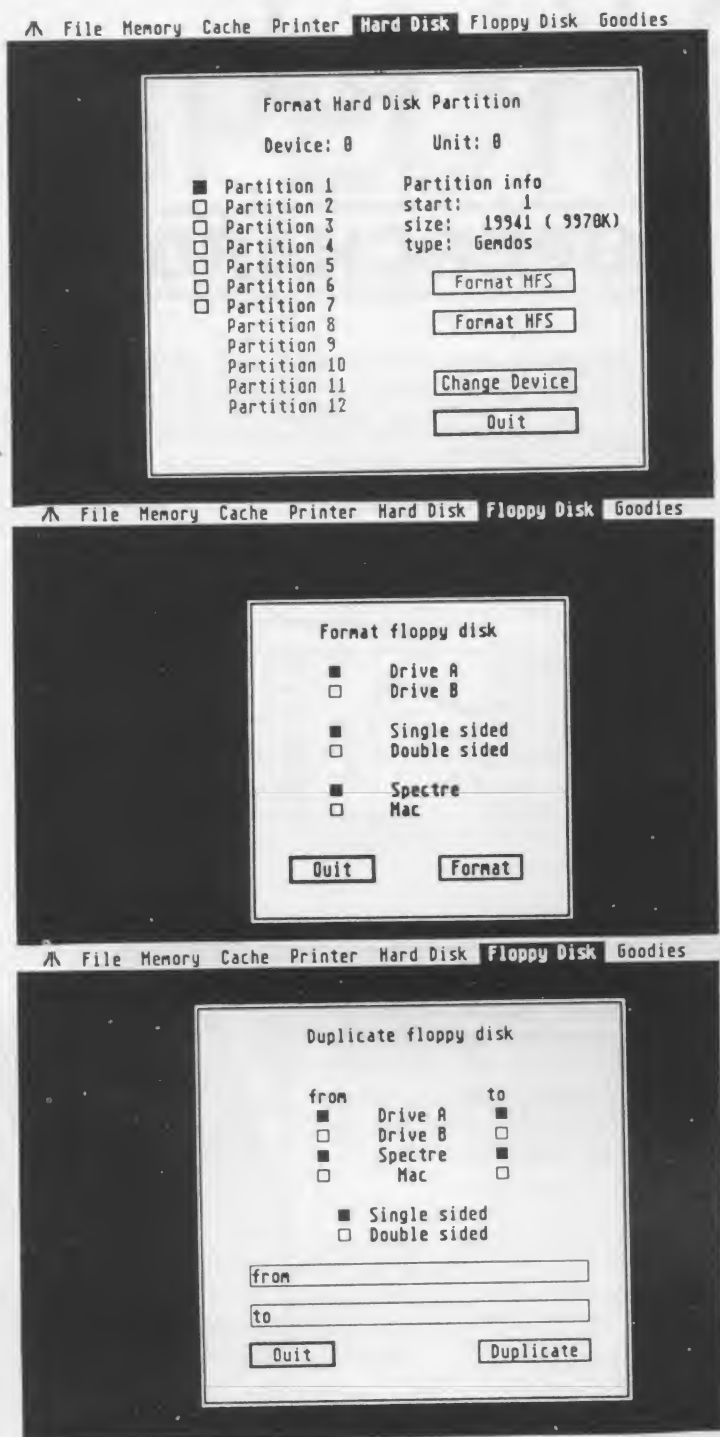 File Memory Cache Printer Hard Disk Floppy Disk Goodies
Format Hard Disk Partition
Device: 0 Unit: 0
Partition 1
Partition 2
Partition 3
Partition 4
Partition 5
Partition 6
Partition 7
Partition 8
Partition 9
Partition 10
Partition 11
Partition 12
Partition info
start: 1
size: 19941 ( 9970K)
type: Gemdos
Format MFS
Format HFS
Change Device
Quit
File Memory Cache Printer Hard Disk Floppy Disk Goodies
Format floppy disk
Drive A
Drive B
Single sided
Double sided
Spectre
Mac
Quit Format
File Memory Cache Printer Hard Disk Floppy Disk Goodies
Duplicate floppy disk
from to
Drive A
Drive B
Spectre
Mac
Single sided
Double sided
from
to
Quit Duplicate